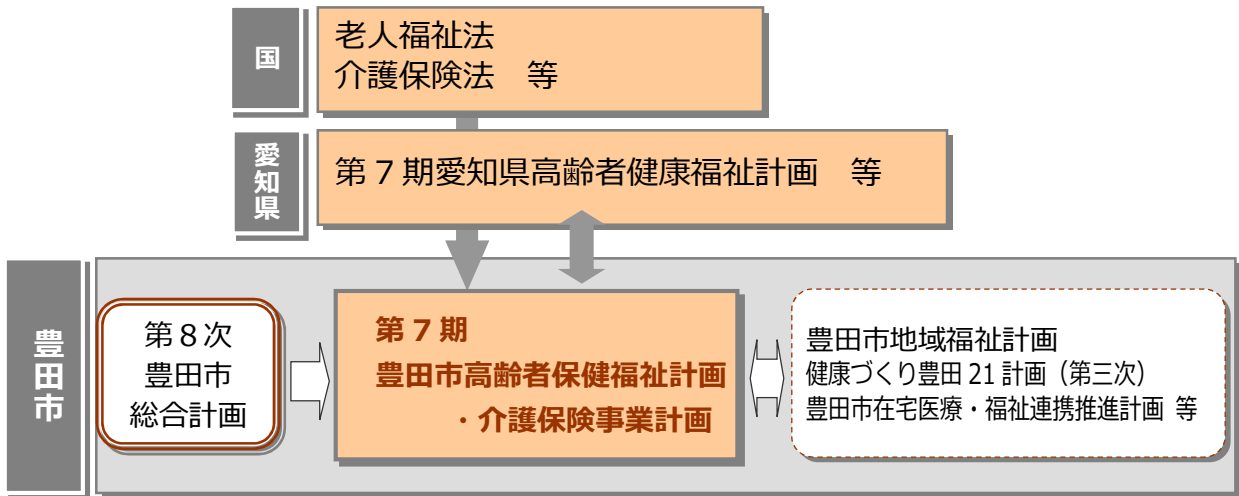 国
老人福祉法
介護保険法　等
愛知県
第７期愛知県高齢者健康福祉計画　等
豊田市
第８次
豊田市
総合計画
第７期
豊田市高齢者保健福祉計画
・介護保険事業計画
豊田市地域福祉計画
健康づくり豊田21計画（第三次）
豊田市在宅医療・福祉連携推進計画 等